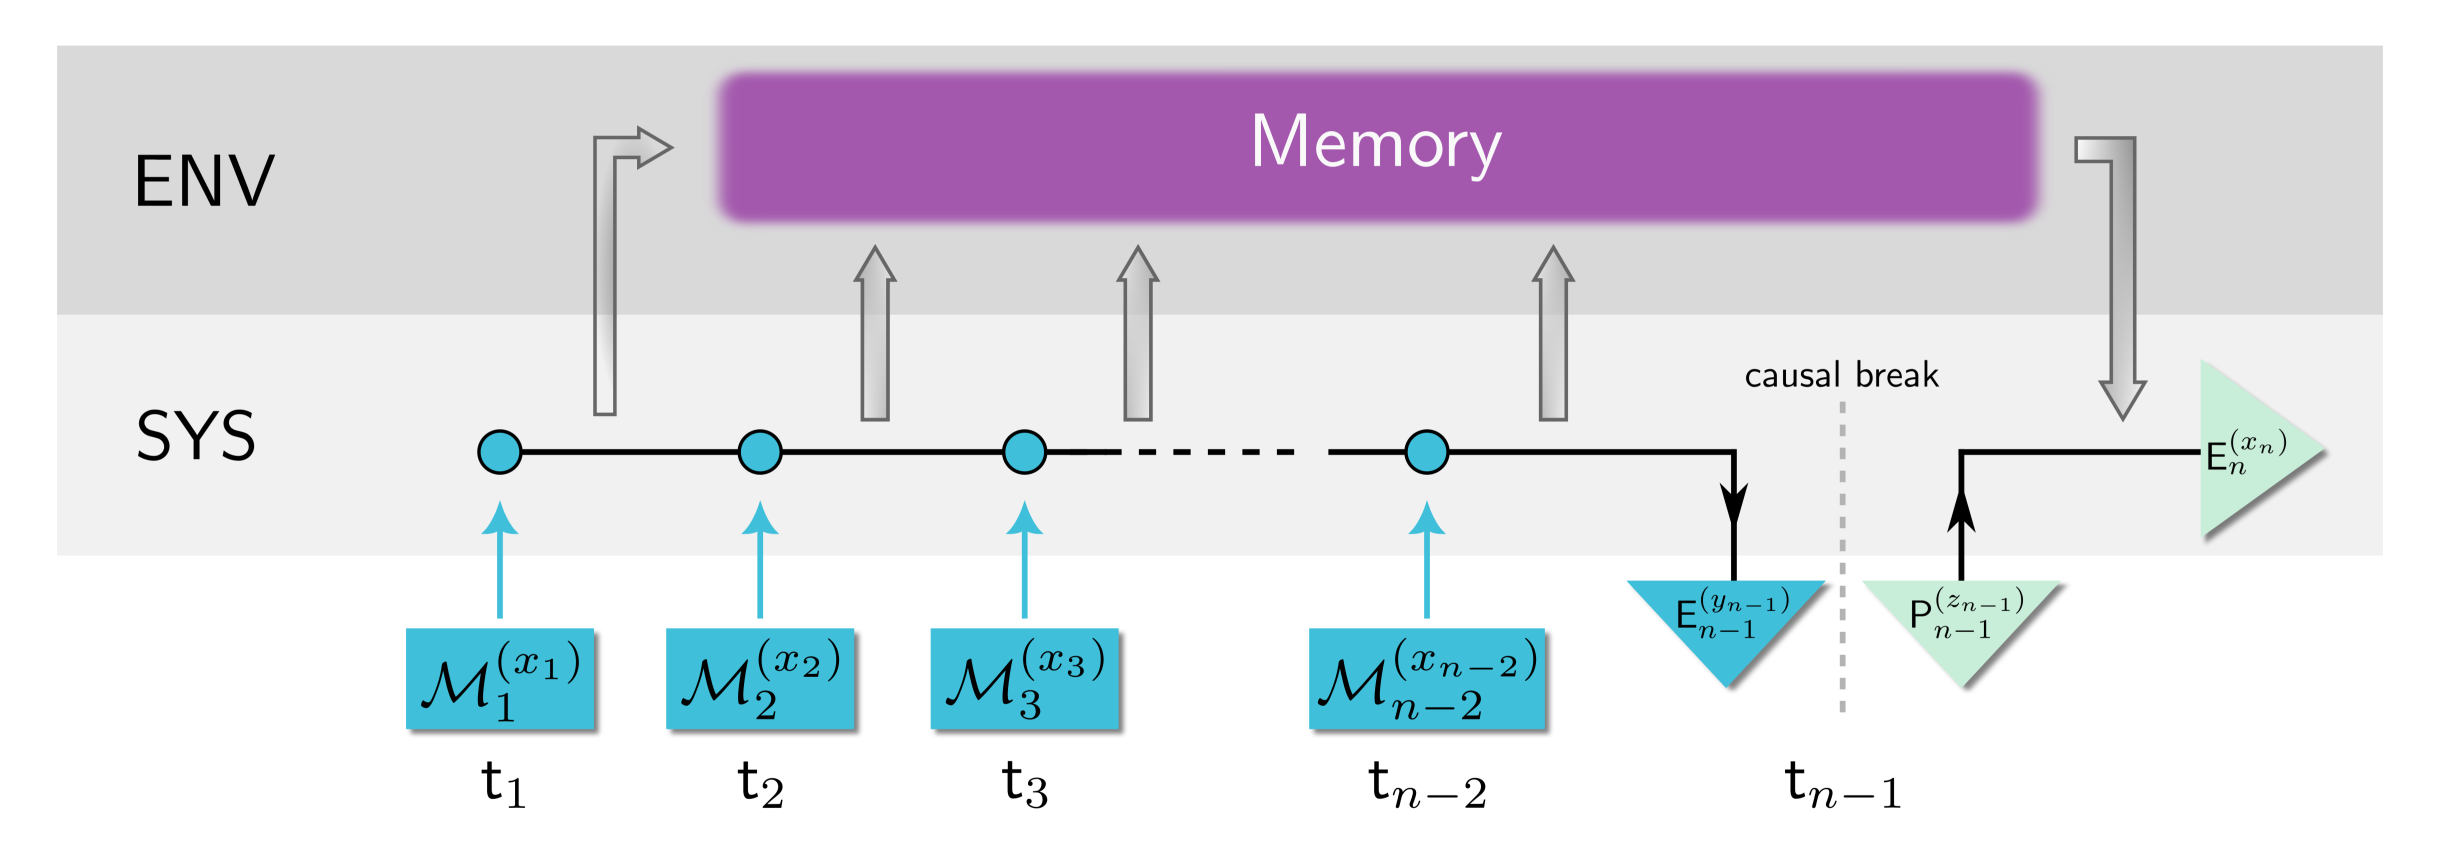 Memory
ENV
causal break
SYS
E_n^{(x_n)}
E_{n-1}^{(y_{n-1})} P_{n-1}^{(z_{n-1})}
\mathcal{M}_1^{(x_1)} \mathcal{M}_2^{(x_2)} \mathcal{M}_3^{(x_3)} \mathcal{M}_{n-2}^{(x_{n-2})}
t_1 t_2 t_3 t_{n-2} t_{n-1}